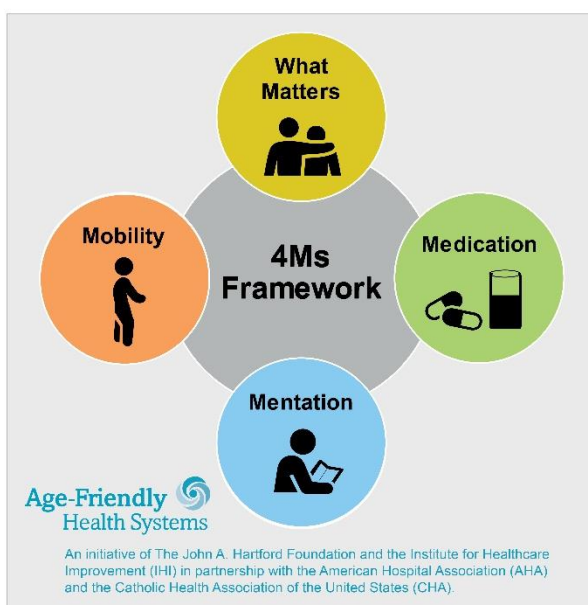 What
Matters
Mobility
4Ms
Framework
Medication
Mentation
Age-Friendly
Health Systems
An initiative of The John A. Hartford Foundation and the Institute for Healthcare
Improvement (IHI) in partnership with the American Hospital Association (AHA)
and the Catholic Health Association of the United States (CHA).